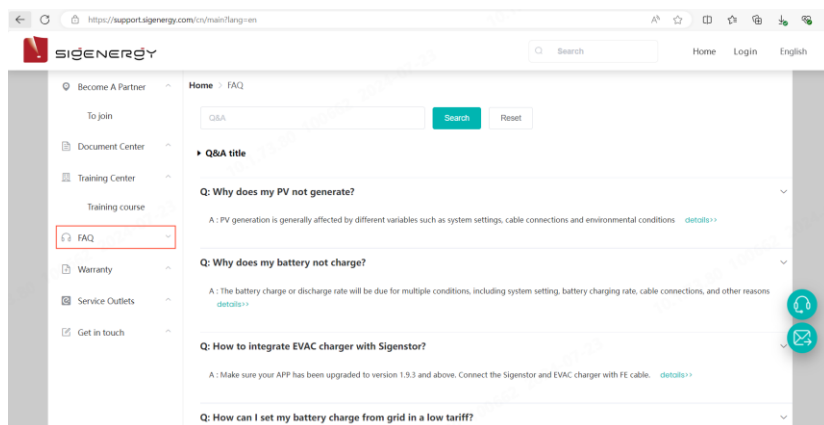 https://support.sigenergy.com/cn/main?lang=en
SIGENERGY
Search
Home Login English
Become A Partner
To join
Document Center
Training Center
Training course
FAQ
Warranty
Service Outlets
Get in touch
Home > FAQ
Q&A
Search Reset
Q&A title
Q: Why does my PV not generate?
A : PV generation is generally affected by different variables such as system settings, cable connections and environmental conditions details>>
Q: Why does my battery not charge?
A : The battery charge or discharge rate will be due for multiple conditions, including system setting, battery charging rate, cable connections, and other reasons
details>>
Q: How to integrate EVAC charger with Sigenstor?
A : Make sure your APP has been upgraded to version 1.9.3 and above. Connect the Sigenstor and EVAC charger with FE cable. details>>
Q: How can I set my battery charge from grid in a low tariff?